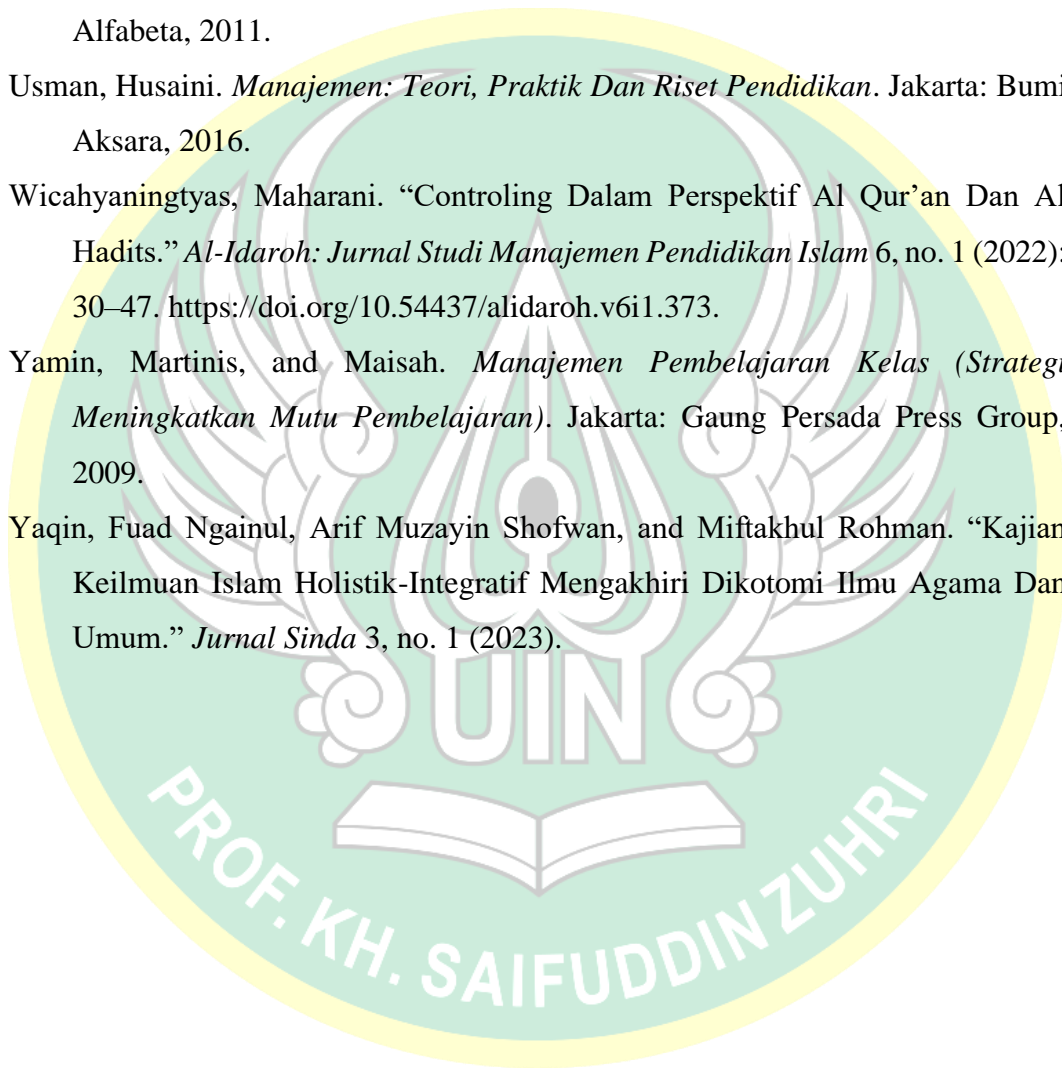 Alfabeta, 2011.
Usman, Husaini. Manajemen: Teori, Praktik Dan Riset Pendidikan. Jakarta: Bumi
Aksara, 2016.
Wicahyaningtyas, Maharani. “Controling Dalam Perspektif Al Qur’an Dan Al
Hadits.” Al-Idaroh: Jurnal Studi Manajemen Pendidikan Islam 6, no. 1 (2022):
30–47. https://doi.org/10.54437/alidaroh.v6i1.373.
Yamin, Martinis, and Maisah. Manajemen Pembelajaran Kelas (Strategi
Meningkatkan Mutu Pembelajaran). Jakarta: Gaung Persada Press Group,
2009.
Yaqin, Fuad Ngainul, Arif Muzayin Shofwan, and Miftakhul Rohman. “Kajian
Keilmuan Islam Holistik-Integratif Mengakhiri Dikotomi Ilmu Agama Dan
Umum.” Jurnal Sinda 3, no. 1 (2023).
UIN
PROF. KH. SAIFUDDIN ZUHRI